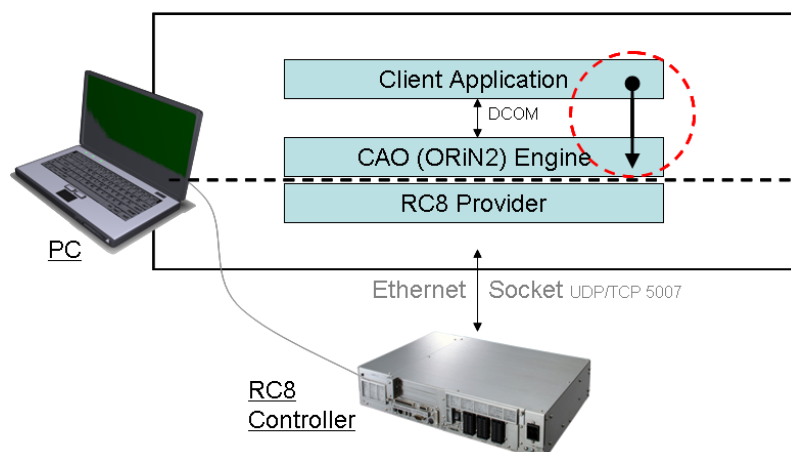 Client Application
DCOM
CAO (ORiN2) Engine
RC8 Provider
PC
Ethernet Socket UDP/TCP 5007
RC8
Controller